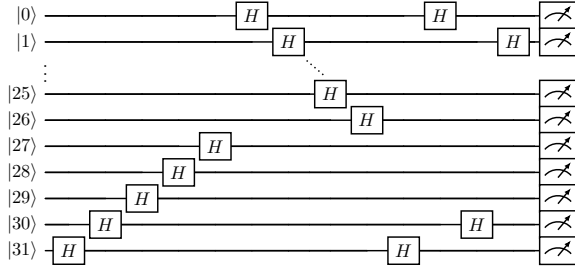 |0⟩ H H
|1⟩ H H
|25⟩ H
|26⟩ H
|27⟩ H
|28⟩ H
|29⟩ H
|30⟩ H H
|31⟩ H H